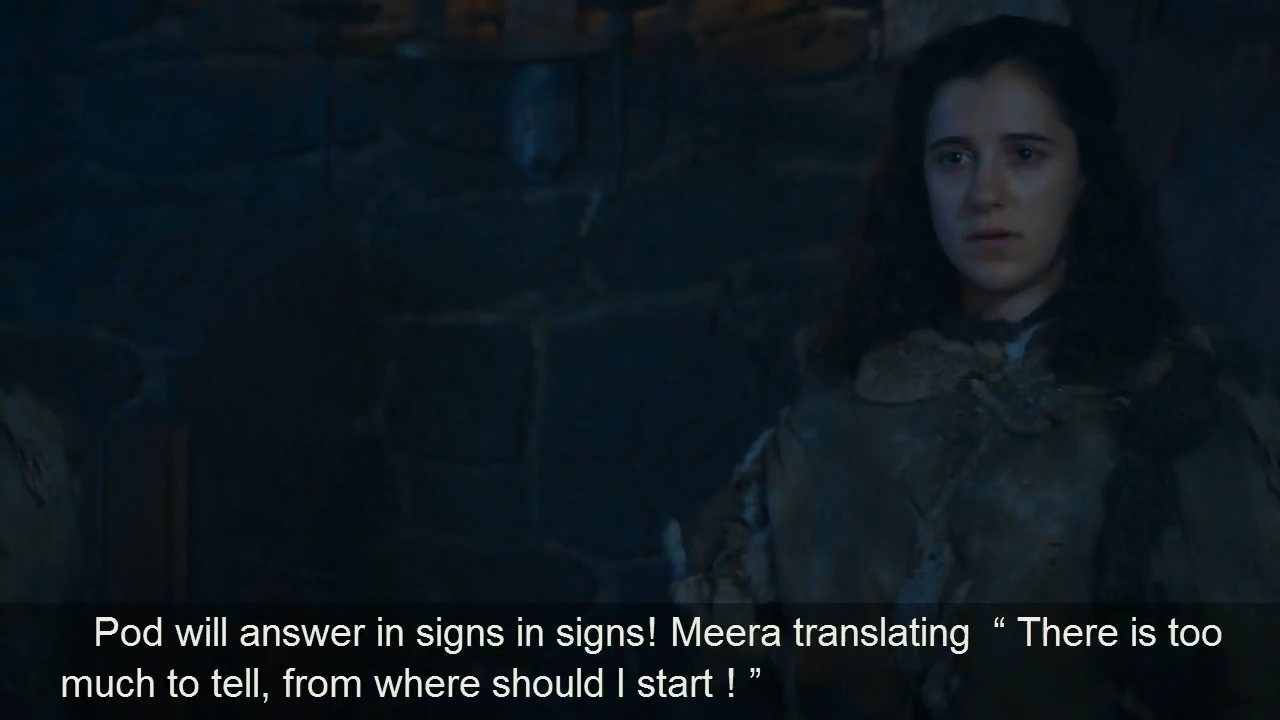 Pod will answer in signs in signs! Meera translating “ There is too
much to tell, from where should I start ! ”